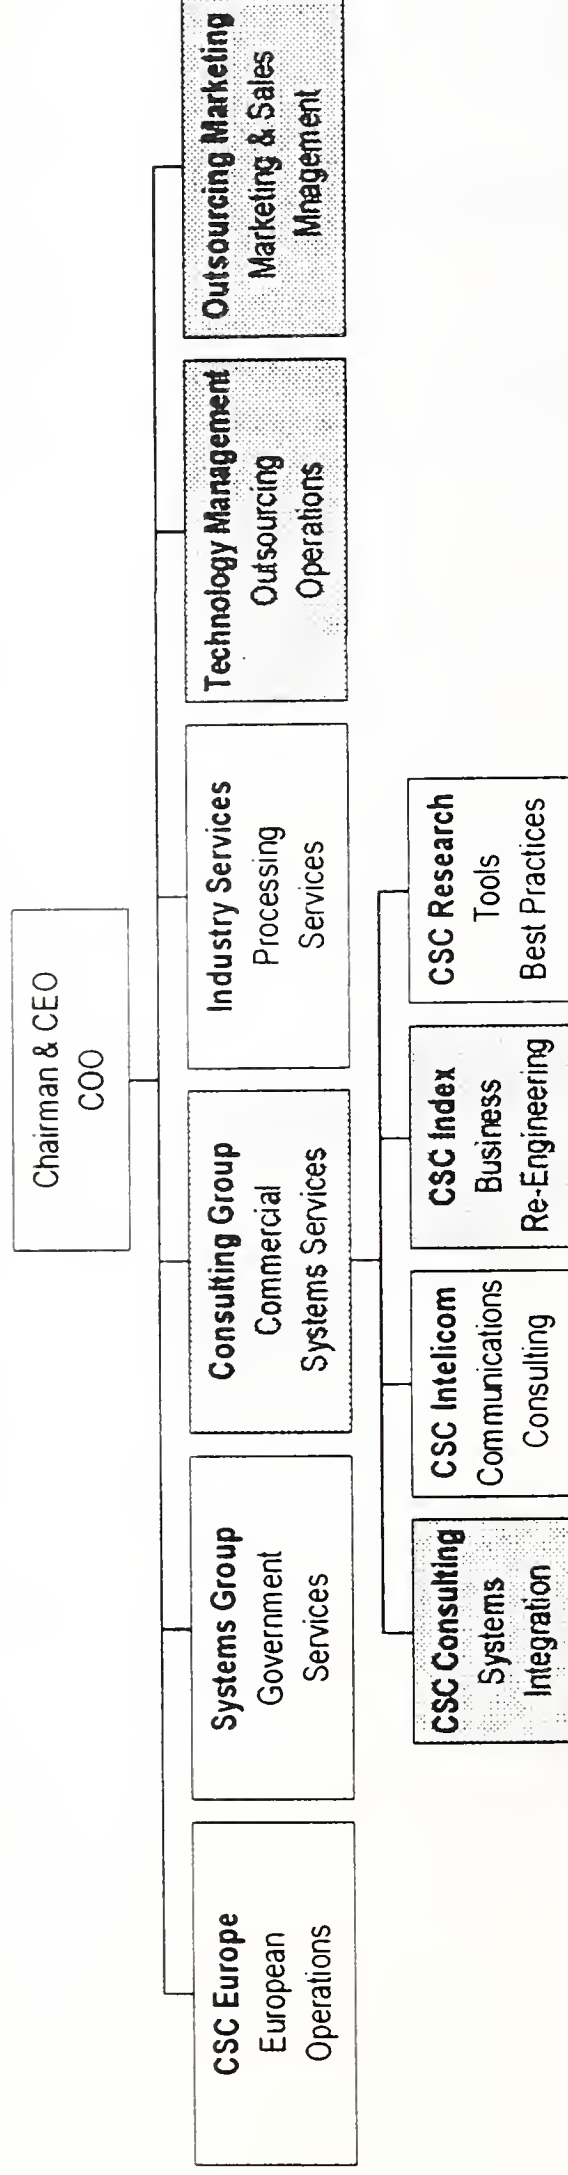 Chairman & CEO
COO
CSC Europe
European
Operations
Systems Group
Government
Services
Consulting Group
Commercial
Systems Services
Industry Services
Processing
Services
Technology Management
Outsourcing
Operations
Outsourcing Marketing
Marketing & Sales
Mnagement
CSC Consulting
Systems
Integration
CSC Intelicom
Communications
Consulting
CSC Index
Business
Re-Engineering
CSC Research
Tools
Best Practices